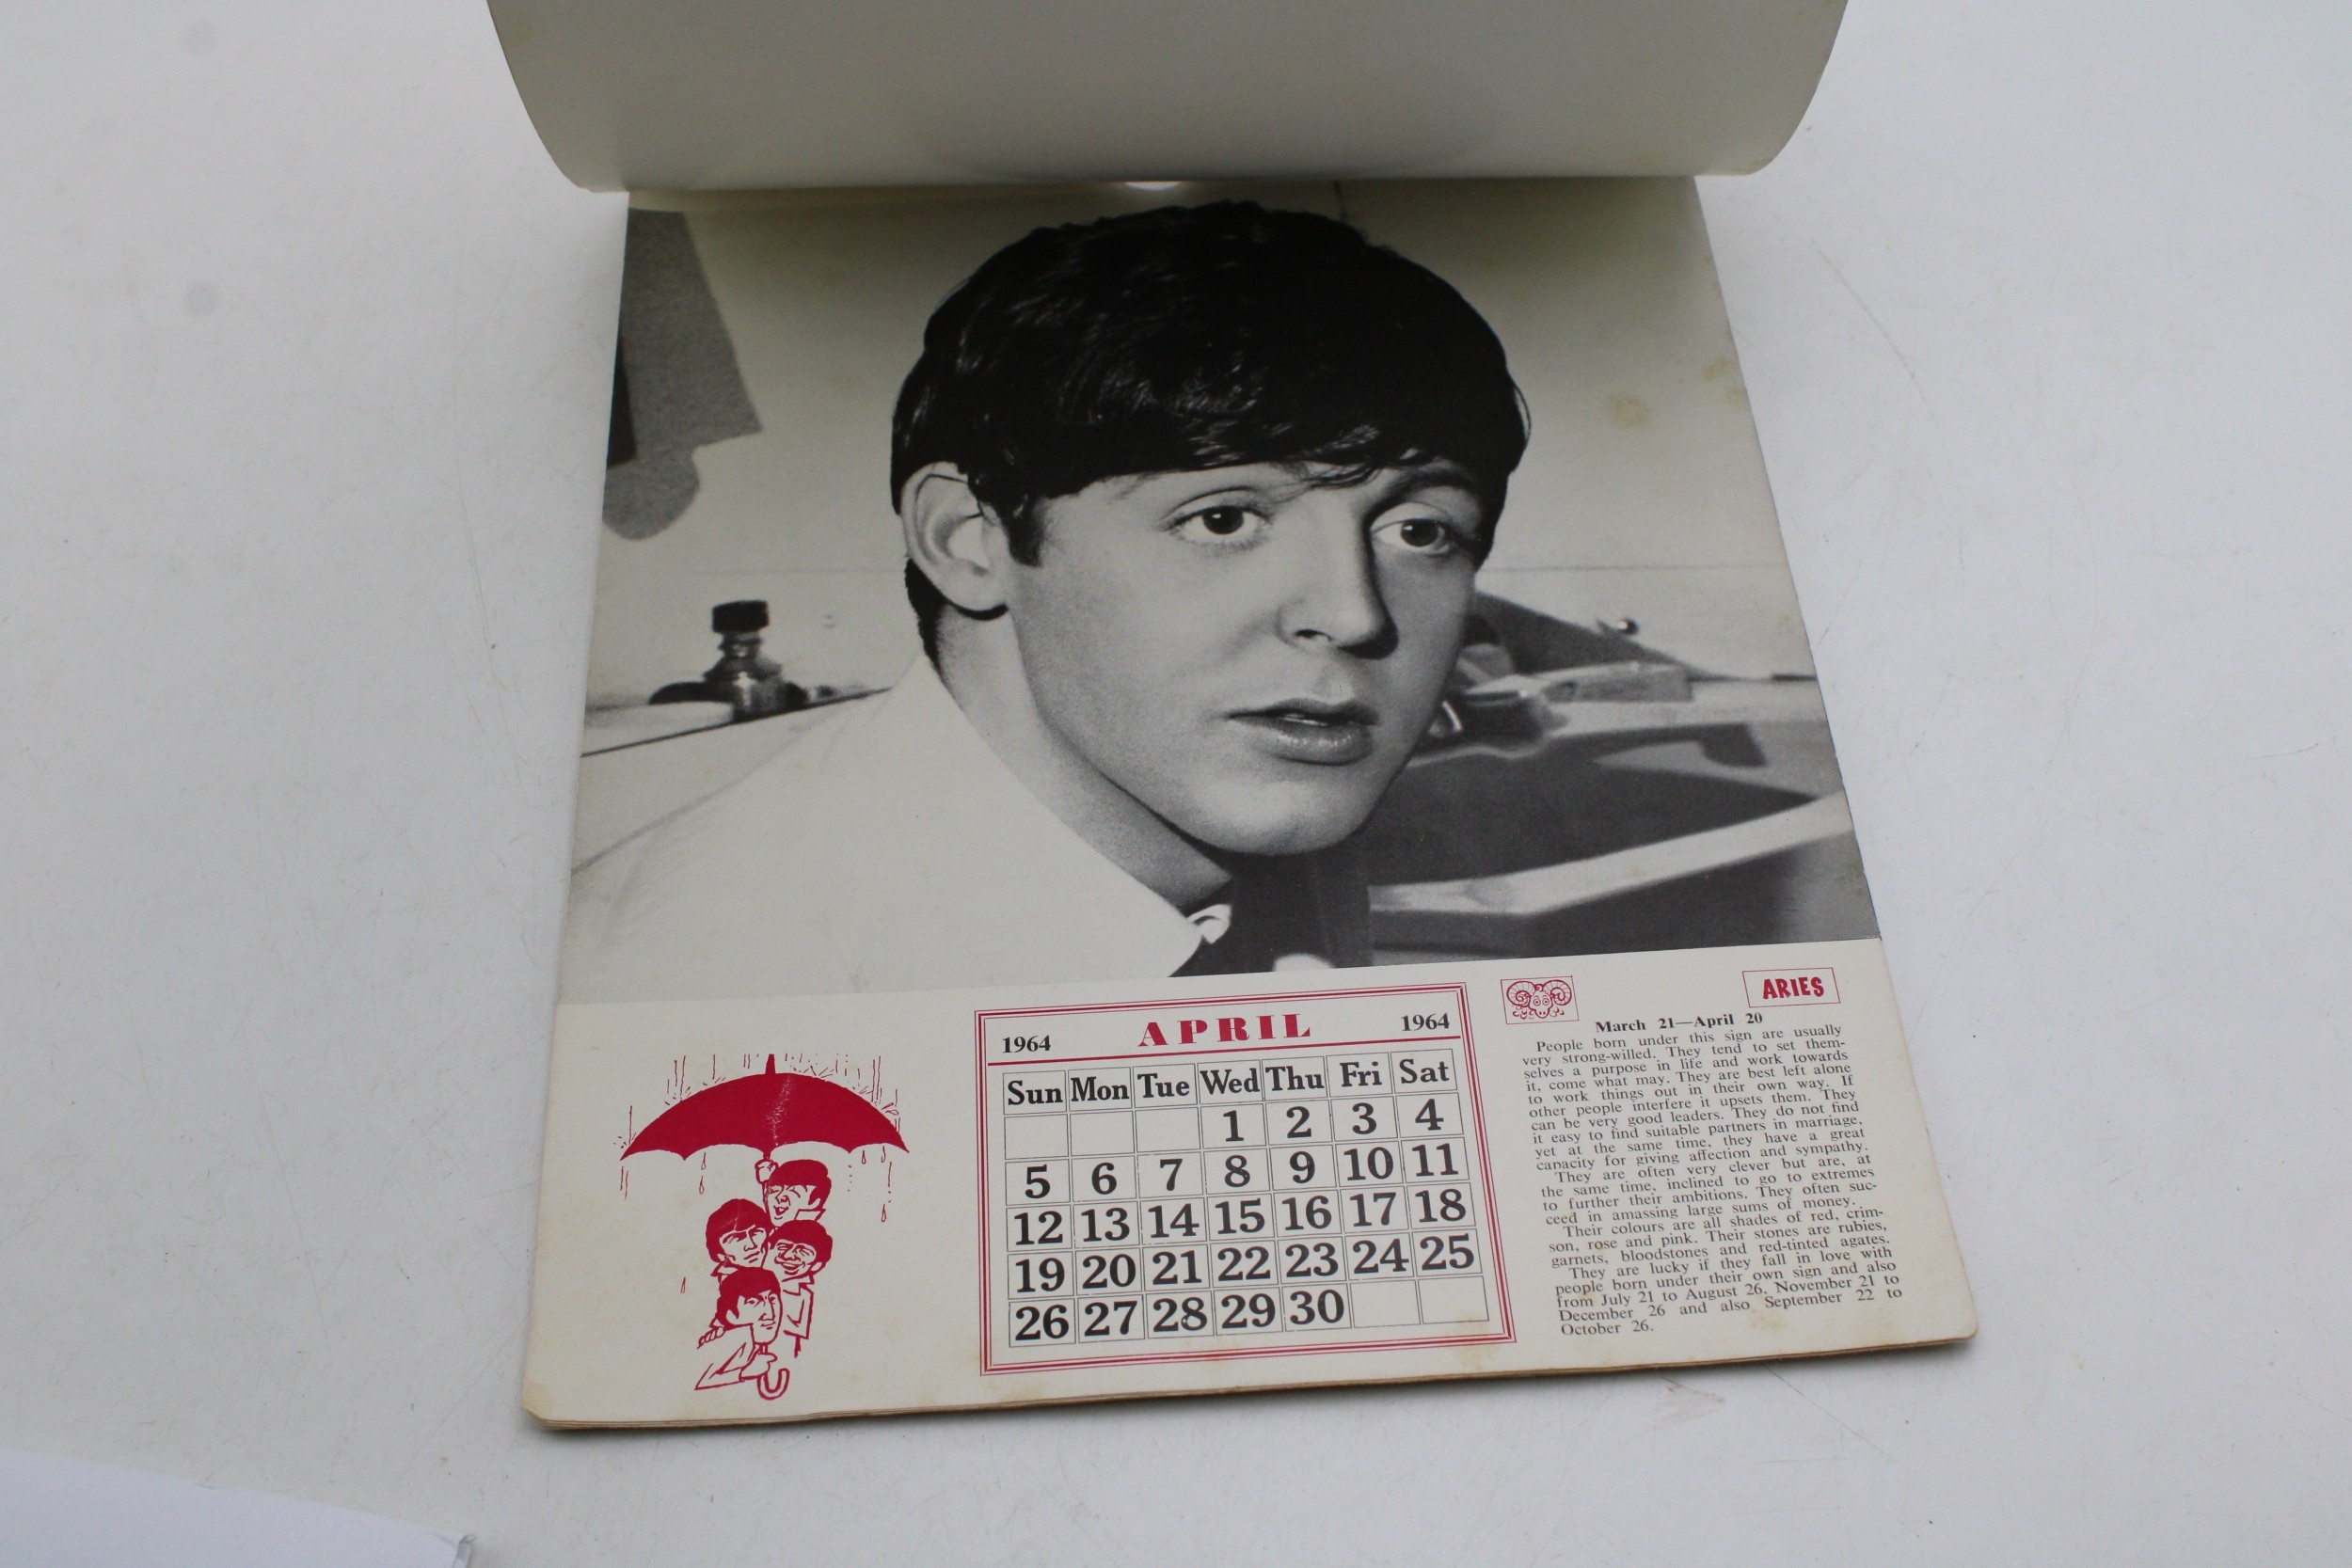 1964 APRIL 1964
Sun Mon Tue Wed Thu Fri Sat
1 2 3 4
5 6 7 8 9 10 11
12 13 14 15 16 17 18
19 20 21 22 23 24 25
26 27 28 29 30
ARIES
March 21—April 20
People born under this sign are usually
very strong-willed. They tend to set them-
selves a purpose in life and work towards
it, come what may. They are best left alone
to work things out in their own way. If
other people interfere it upsets them. They
can be very good leaders. They do not find
it easy to find suitable partners in marriage,
yet at the same time, they have a great
canacity for giving affection and sympathy.
They are often very clever but are, at
the same time, inclined to go to extremes
to further their ambitions. They often suc-
ceed in amassing large sums of money.
Their colours are all shades of red, crim-
son, rose and pink. Their stones are rubies,
garnets, bloodstones and red-tinted agates.
They are lucky if they fall in love with
people born under their own sign and also
from July 21 to August 26, November 21 to
December 26 and also September 22 to
October 26.